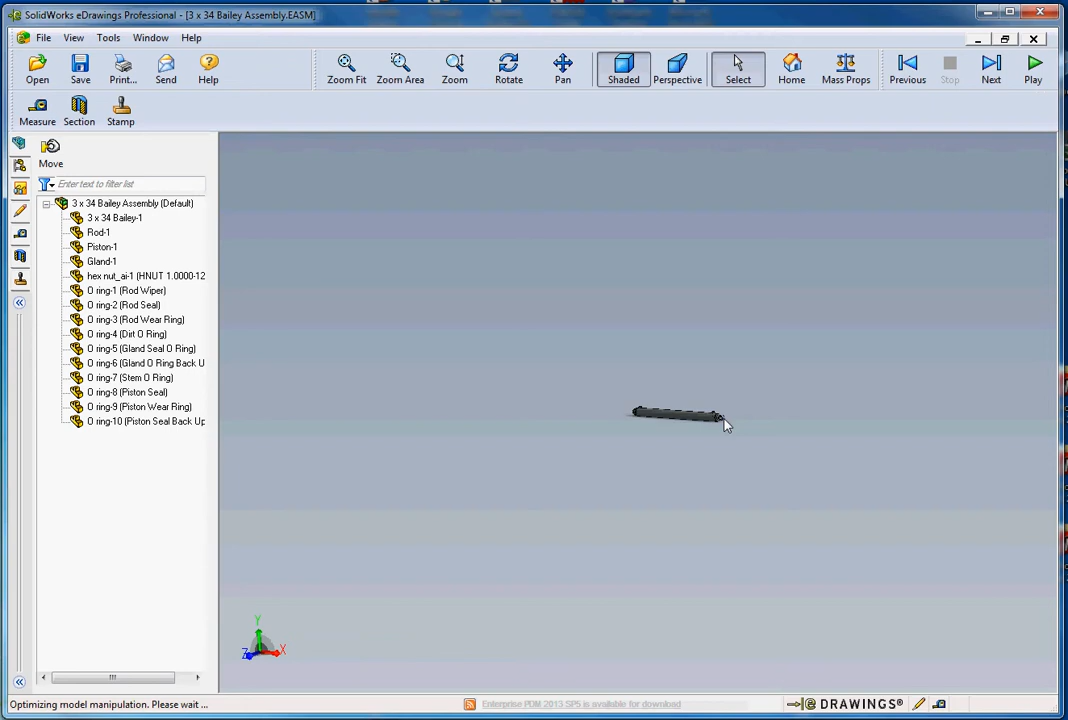 SolidWorks eDrawings Professional - [3 x 34 Bailey Assembly.EASM]
File View Tools Window Help
Open Save Print... Send Help Zoom Fit Zoom Area Zoom Rotate Pan Shaded Perspective Select Home Mass Props Previous Stop Next Play
Measure Section Stamp
Move
Enter text to filter list
3 x 34 Bailey Assembly (Default)
3 x 34 Bailey-1
Rod-1
Piston-1
Gland-1
hex nut_ai-1 (HNUT 1.0000-12
O ring-1 (Rod Wiper)
O ring-2 (Rod Seal)
O ring-3 (Rod Wear Ring)
O ring-4 (Dirt O Ring)
O ring-5 (Gland Seal O Ring)
O ring-6 (Gland O Ring Back U
O ring-7 (Stem O Ring)
O ring-8 (Piston Seal)
O ring-9 (Piston Wear Ring)
O ring-10 (Piston Seal Back Up
Y
Z X
Optimizing model manipulation. Please wait ... Enterprise PDM 2013 SP5 is available for download DRAWINGS®